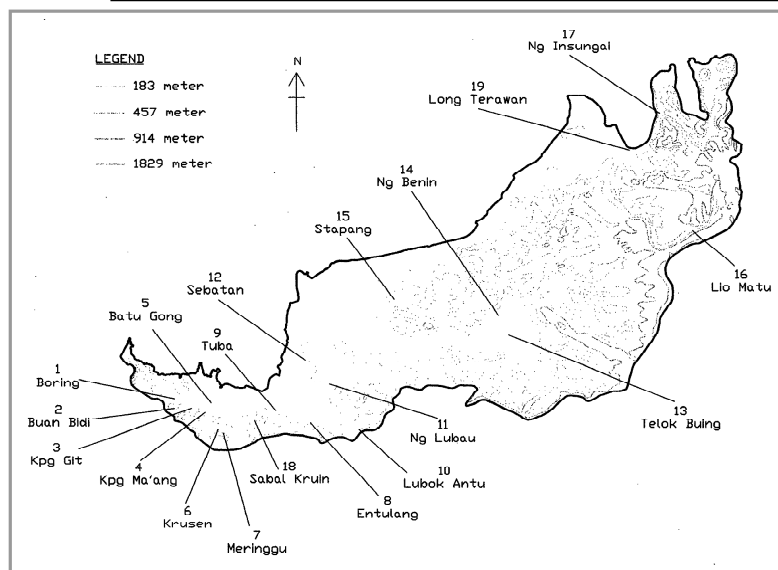 LEGEND
183 meter
457 meter
914 meter
1829 meter
N
17
Ng Insungai
19
Long Terawan
14
Ng Benin
15
Stapang
12
Sebatan
5
Batu Gong
9
Tuba
1
Boring
2
Buan Bidi
3
Kpg Git
4
Kpg Ma'ang
6
Krusen
7
Meringgu
18
Sabal Kruin
8
Entulang
10
Lubok Antu
11
Ng Lubau
13
Telok Buing
16
Lio Matu